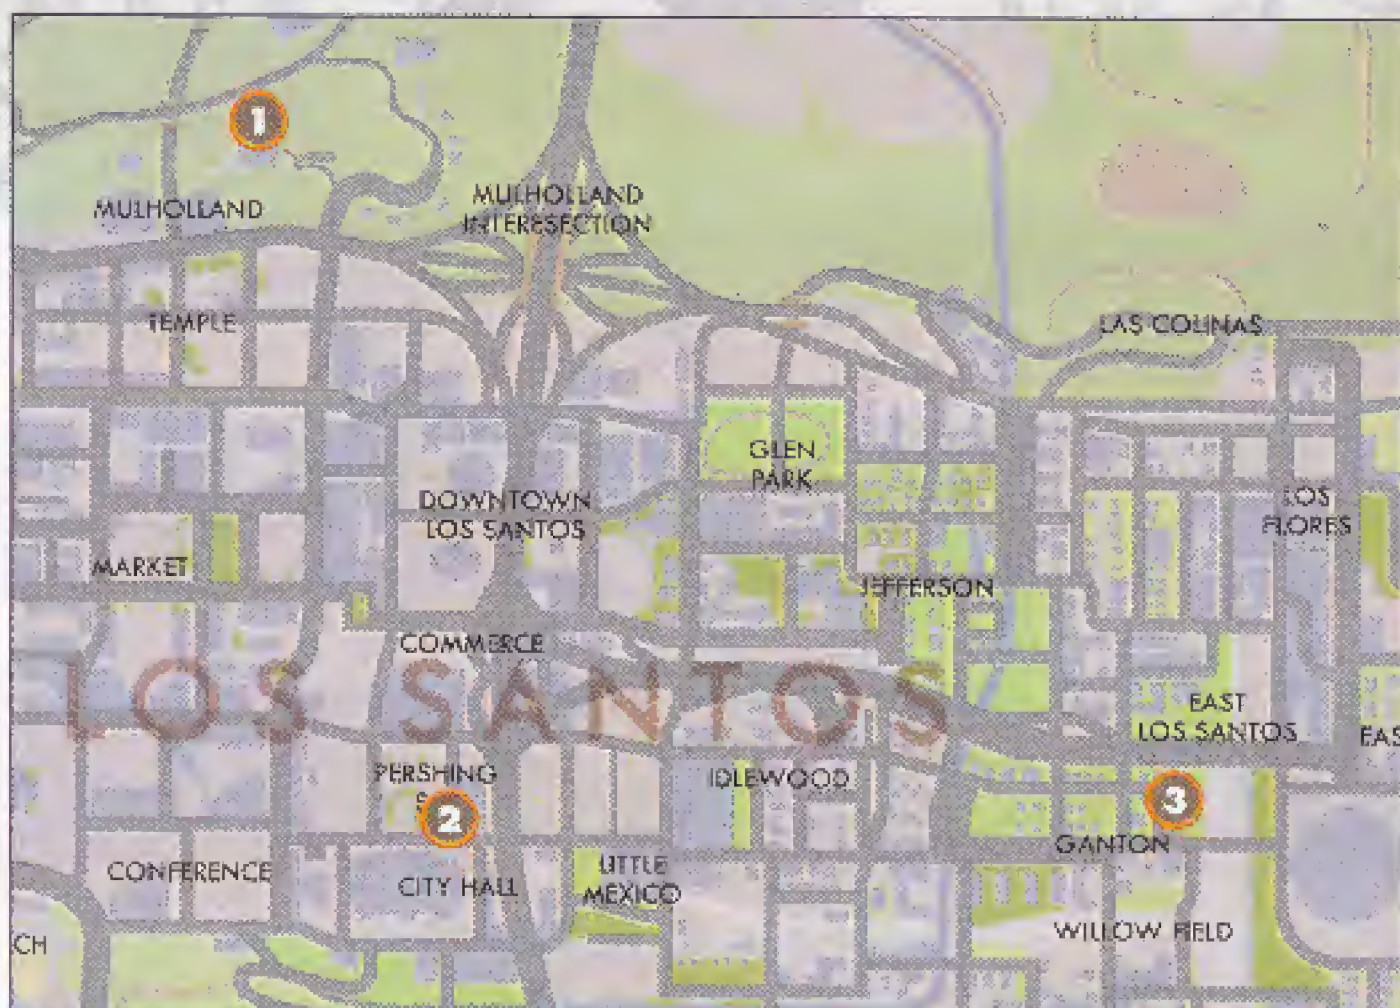 1
MULHOLLAND
MULHOLLAND
INTERESECTION
TEMPLE
LAS COLINAS
GLEN
PARK
DOWNTOWN
LOS SANTOS
LOS
FLORES
MARKET
JEFFERSON
COMMERCE
LOS SANTOS
EAST
LOS SANTOS
EAS
PERSHING
IDLEWOOD
2
3
GANTON
CONFERENCE
CITY HALL
LITTLE
MEXICO
WILLOW FIELD
CH